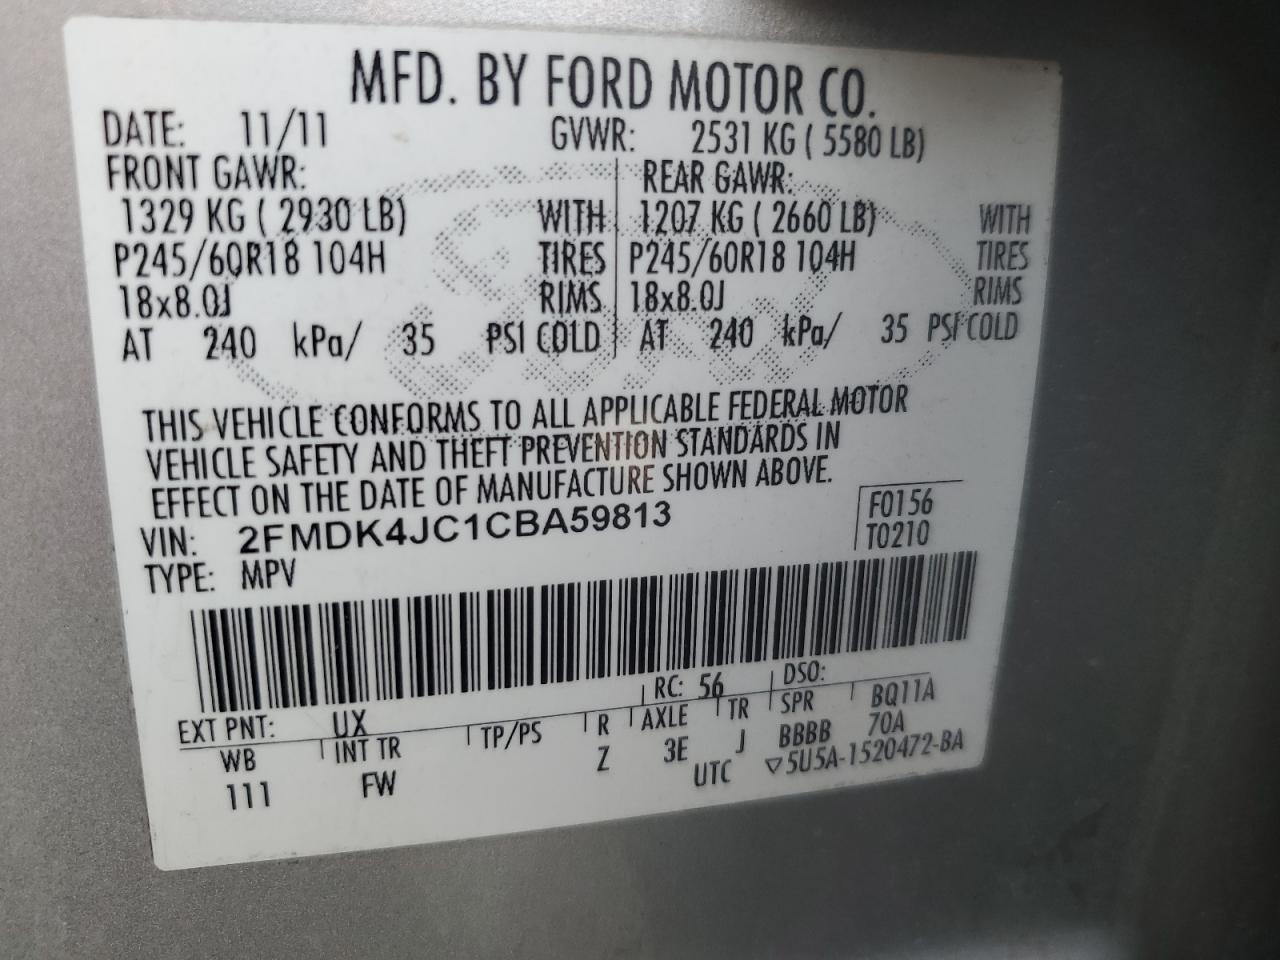 MFD. BY FORD MOTOR CO.
DATE: 11/11 GVWR: 2531 KG ( 5580 LB)
FRONT GAWR: REAR GAWR:
1329 KG ( 2930 LB) WITH 1207 KG ( 2660 LB) WITH
P245/60R18 104H TIRES P245/60R18 104H TIRES
18x8.0J RIMS 18x8.0J RIMS
AT 240 kPa/ 35 PSI COLD AT 240 kPa/ 35 PSI COLD
THIS VEHICLE CONFORMS TO ALL APPLICABLE FEDERAL MOTOR
VEHICLE SAFETY AND THEFT PREVENTION STANDARDS IN
EFFECT ON THE DATE OF MANUFACTURE SHOWN ABOVE.
VIN: 2FMDK4JC1CBA59813 F0156
TYPE: MPV T0210
RC: 56 DSO:
EXT PNT: UX
WB INT TR TP/PS R AXLE TR SPR BQ11A
111 FW Z 3E J BBBB 70A
UTC ▽5U5A-1520472-BA